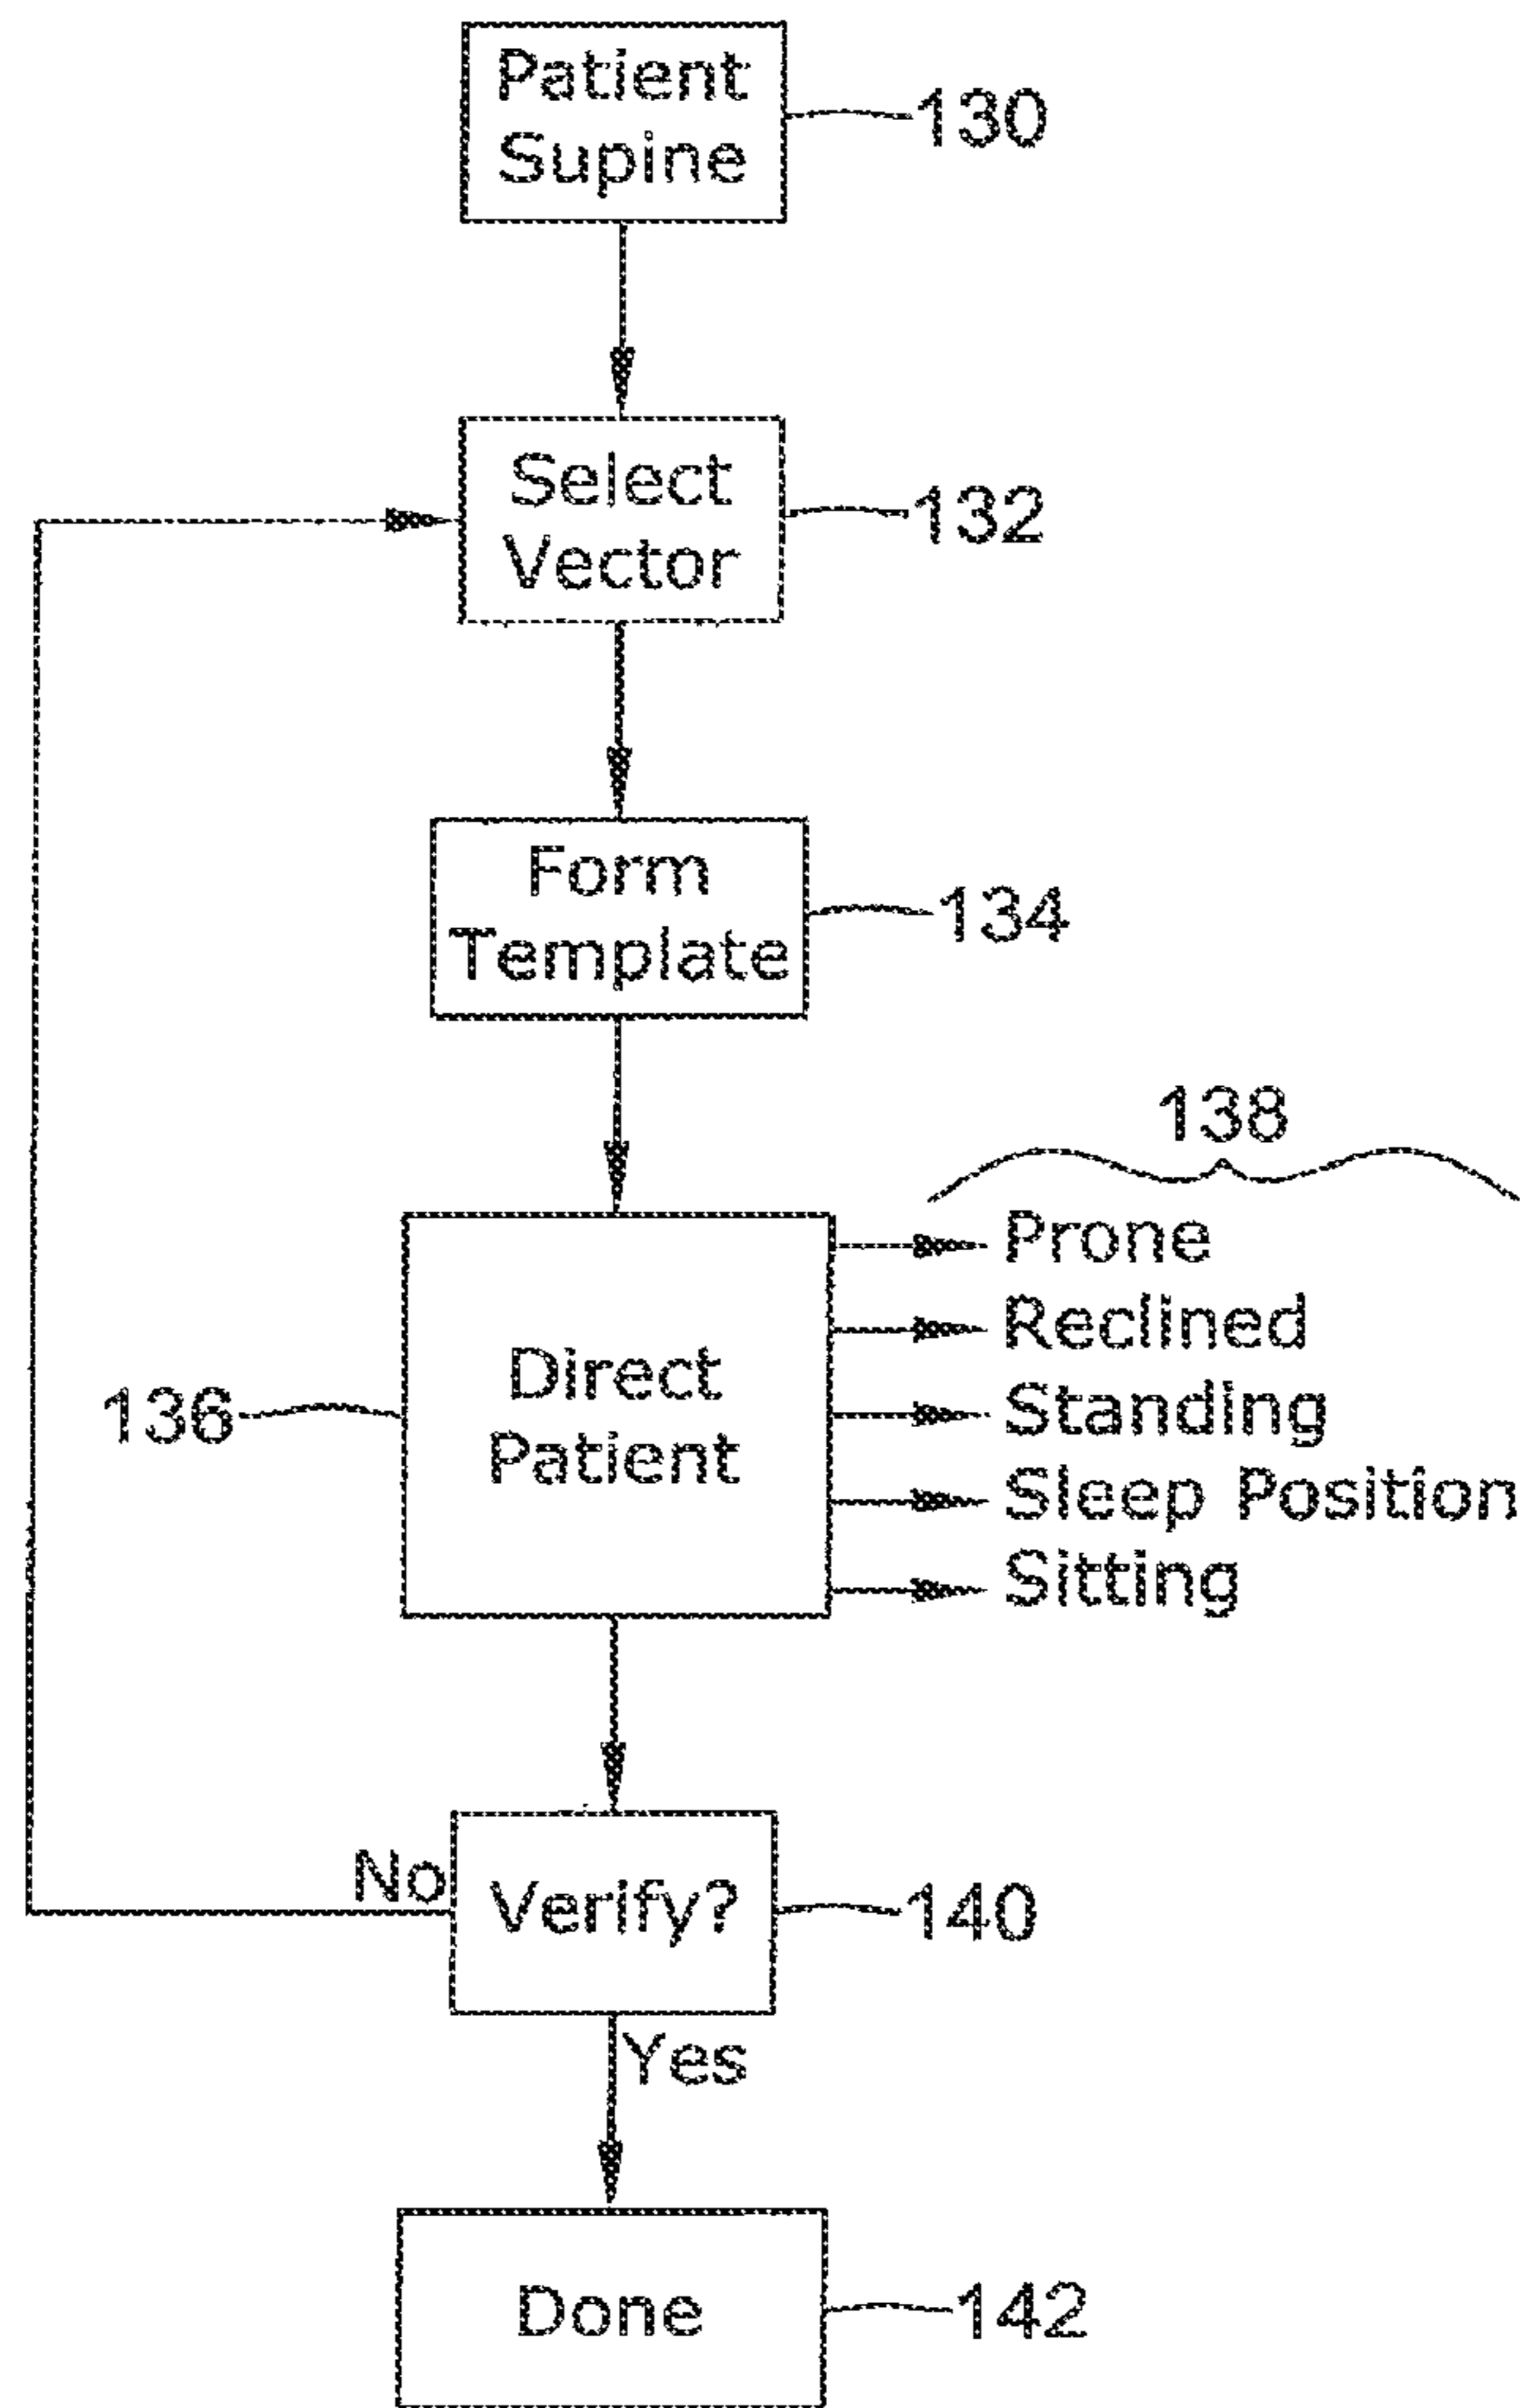 Patient
Supine
130
Select
Vector
132
Form
Template
134
138
Prone
Reclined
Standing
Sleep Position
Sitting
Direct
Patient
136
No
Verify?
140
Yes
Done
142